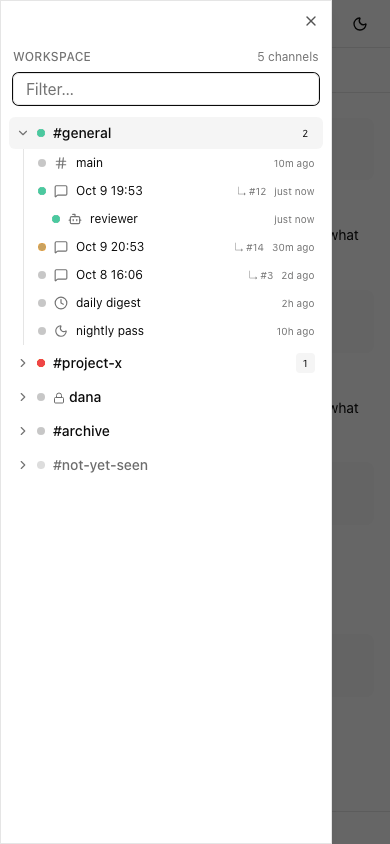 WORKSPACE 5 channels
Filter...
#general 2
main 10m ago
Oct 9 19:53 #12 just now
reviewer just now
Oct 9 20:53 #14 30m ago
Oct 8 16:06 #3 2d ago
daily digest 2h ago
nightly pass 10h ago
#project-x 1
dana
#archive
#not-yet-seen
what
what